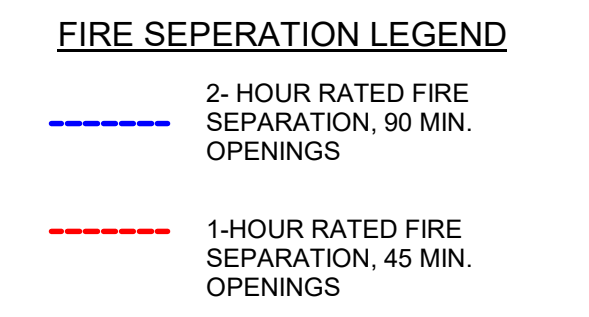 FIRE SEPERATION LEGEND
2- HOUR RATED FIRE
SEPARATION, 90 MIN.
OPENINGS
1-HOUR RATED FIRE
SEPARATION, 45 MIN.
OPENINGS